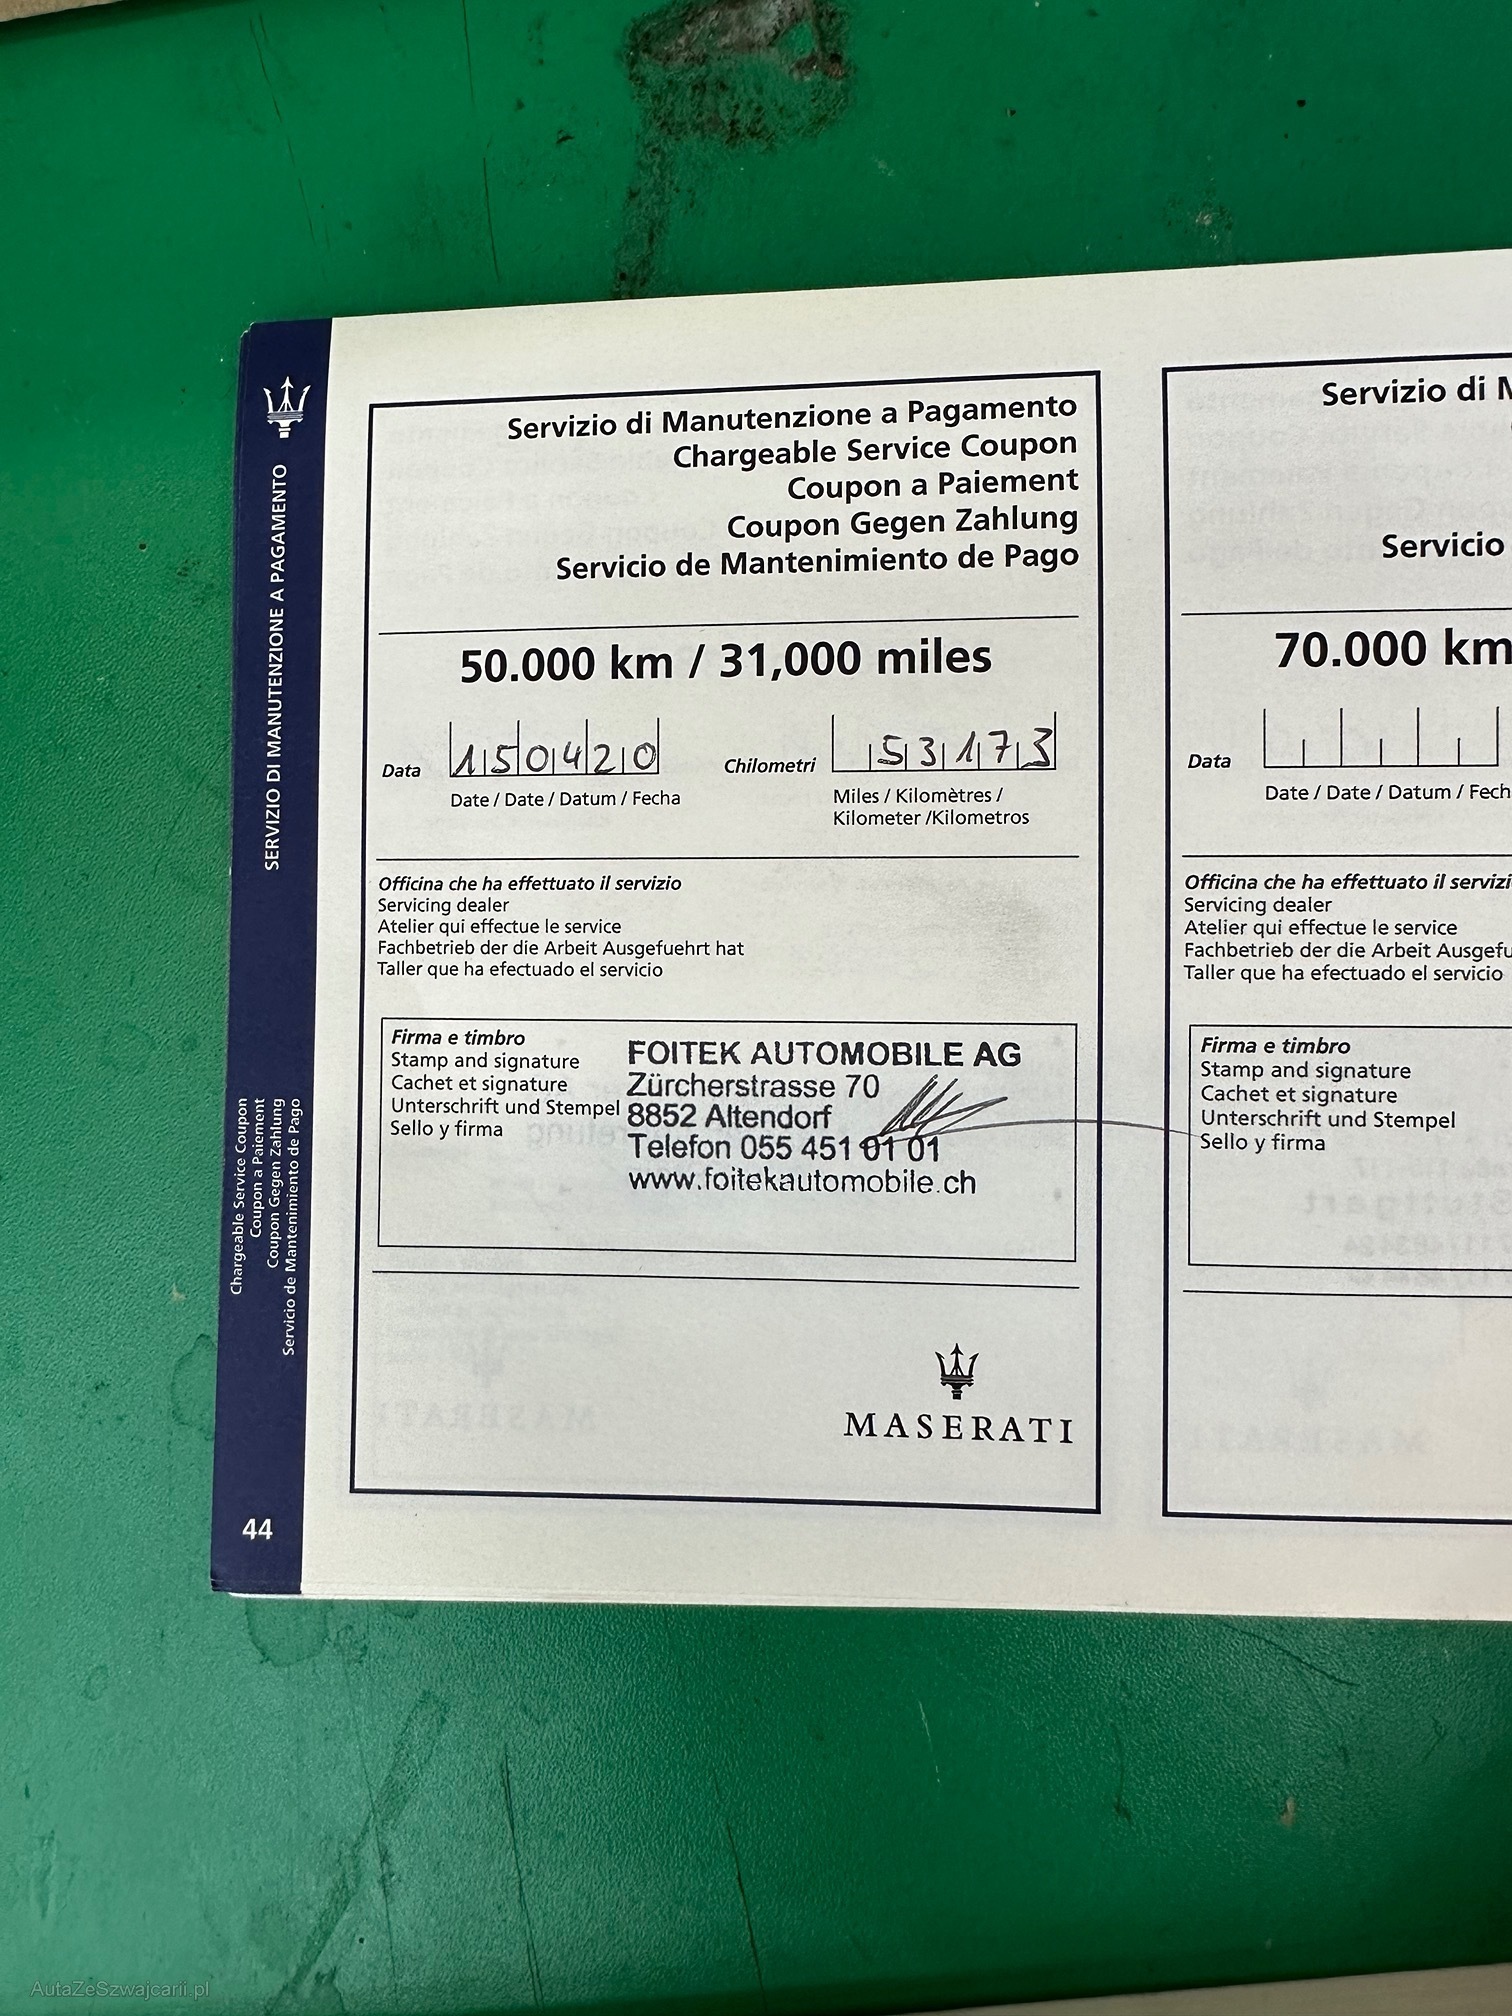 SERVIZIO DI MANUTENZIONE A PAGAMENTO
Chargeable Service Coupon
Coupon a Paiement
Coupon Gegen Zahlung
Servicio de Mantenimiento de Pago
44
Servizio di Manutenzione a Pagamento
Chargeable Service Coupon
Coupon a Paiement
Coupon Gegen Zahlung
Servicio de Mantenimiento de Pago
50.000 km / 31,000 miles
Data 150420 Chilometri 53173
Date / Date / Datum / Fecha
Miles / Kilomètres /
Kilometer /Kilometros
Officina che ha effettuato il servizio
Servicing dealer
Atelier qui effectue le service
Fachbetrieb der die Arbeit Ausgefuehrt hat
Taller que ha efectuado el servicio
Firma e timbro
Stamp and signature
Cachet et signature
Unterschrift und Stempel
Sello y firma
FOITEK AUTOMOBILE AG
Zürcherstrasse 70
8852 Altendorf
Telefon 055 451 01 01
www.foitekautomobile.ch
MASERATI
Servizio di M
Servicio
70.000 km
Data
Date / Date / Datum / Fech
Officina che ha effettuato il servizi
Servicing dealer
Atelier qui effectue le service
Fachbetrieb der die Arbeit Ausgefu
Taller que ha efectuado el servicio
Firma e timbro
Stamp and signature
Cachet et signature
Unterschrift und Stempel
Sello y firma
AutaZeSzwajcarii.pl